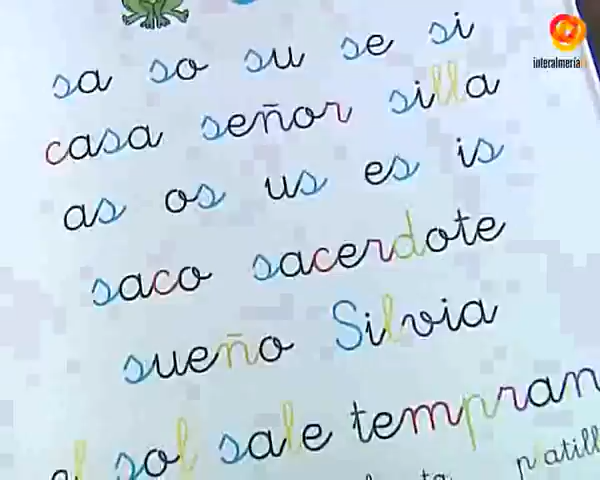 interalmería
sa so su se si
casa señor silla
as os us es is
saco sacerdote
sueño Silvia
el sol sale tempran